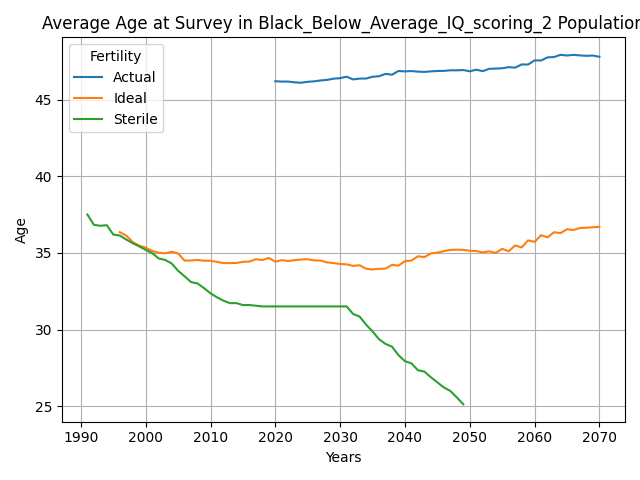 Average Age at Survey in Black_Below_Average_IQ_scoring_2 Population
Fertility
Actual
Ideal
Sterile
Age
45
40
35
30
25
1990 2000 2010 2020 2030 2040 2050 2060 2070
Years